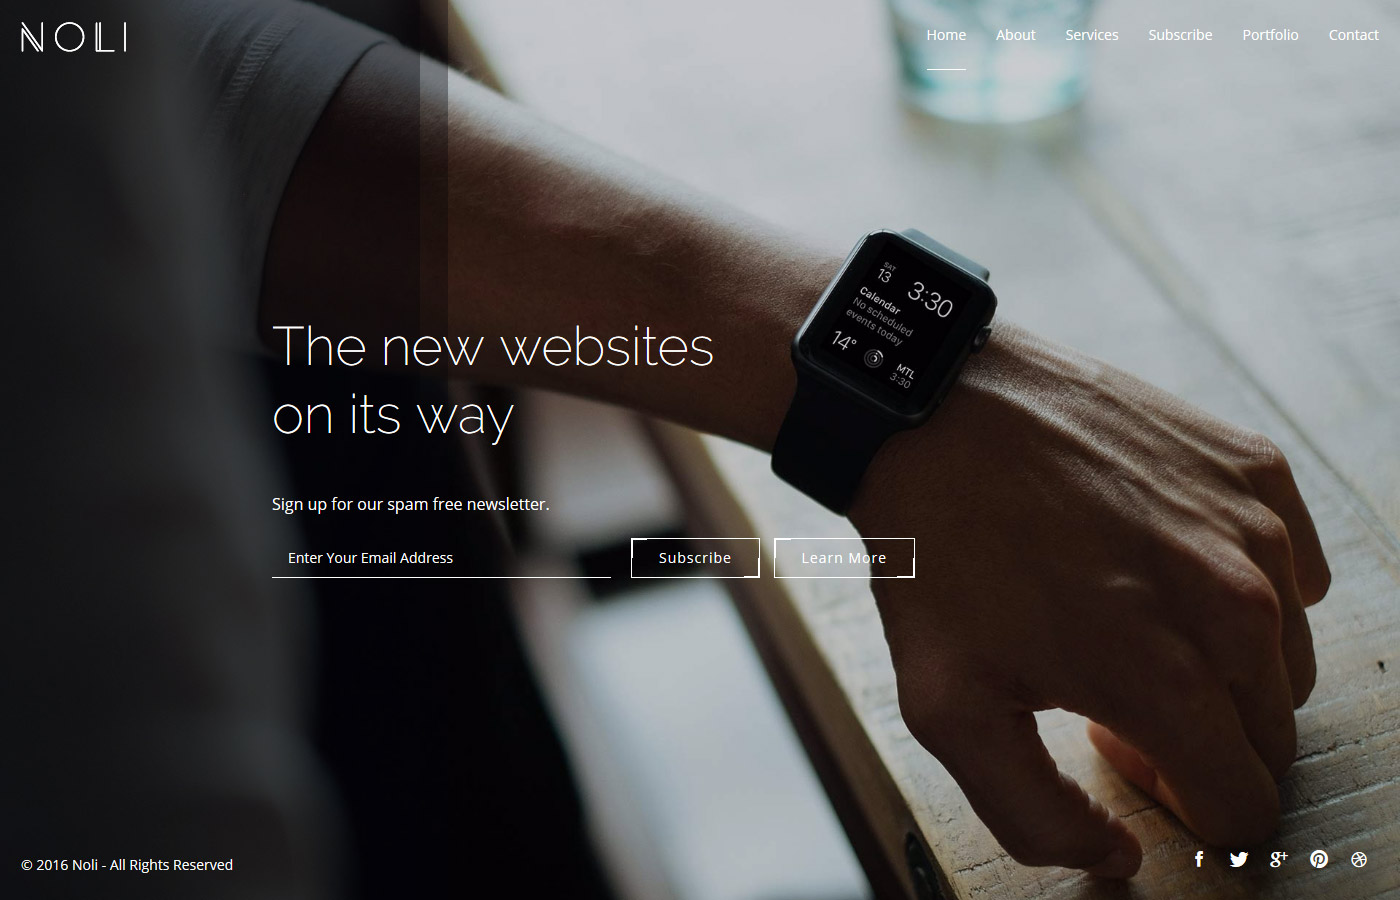 NOLI
Home About Services Subscribe Portfolio Contact
SAT
13
3:30
Calendar
No scheduled
events today
14°
MTL
3:30
The new websites
on its way
Sign up for our spam free newsletter.
Enter Your Email Address
Subscribe
Learn More
© 2016 Noli - All Rights Reserved